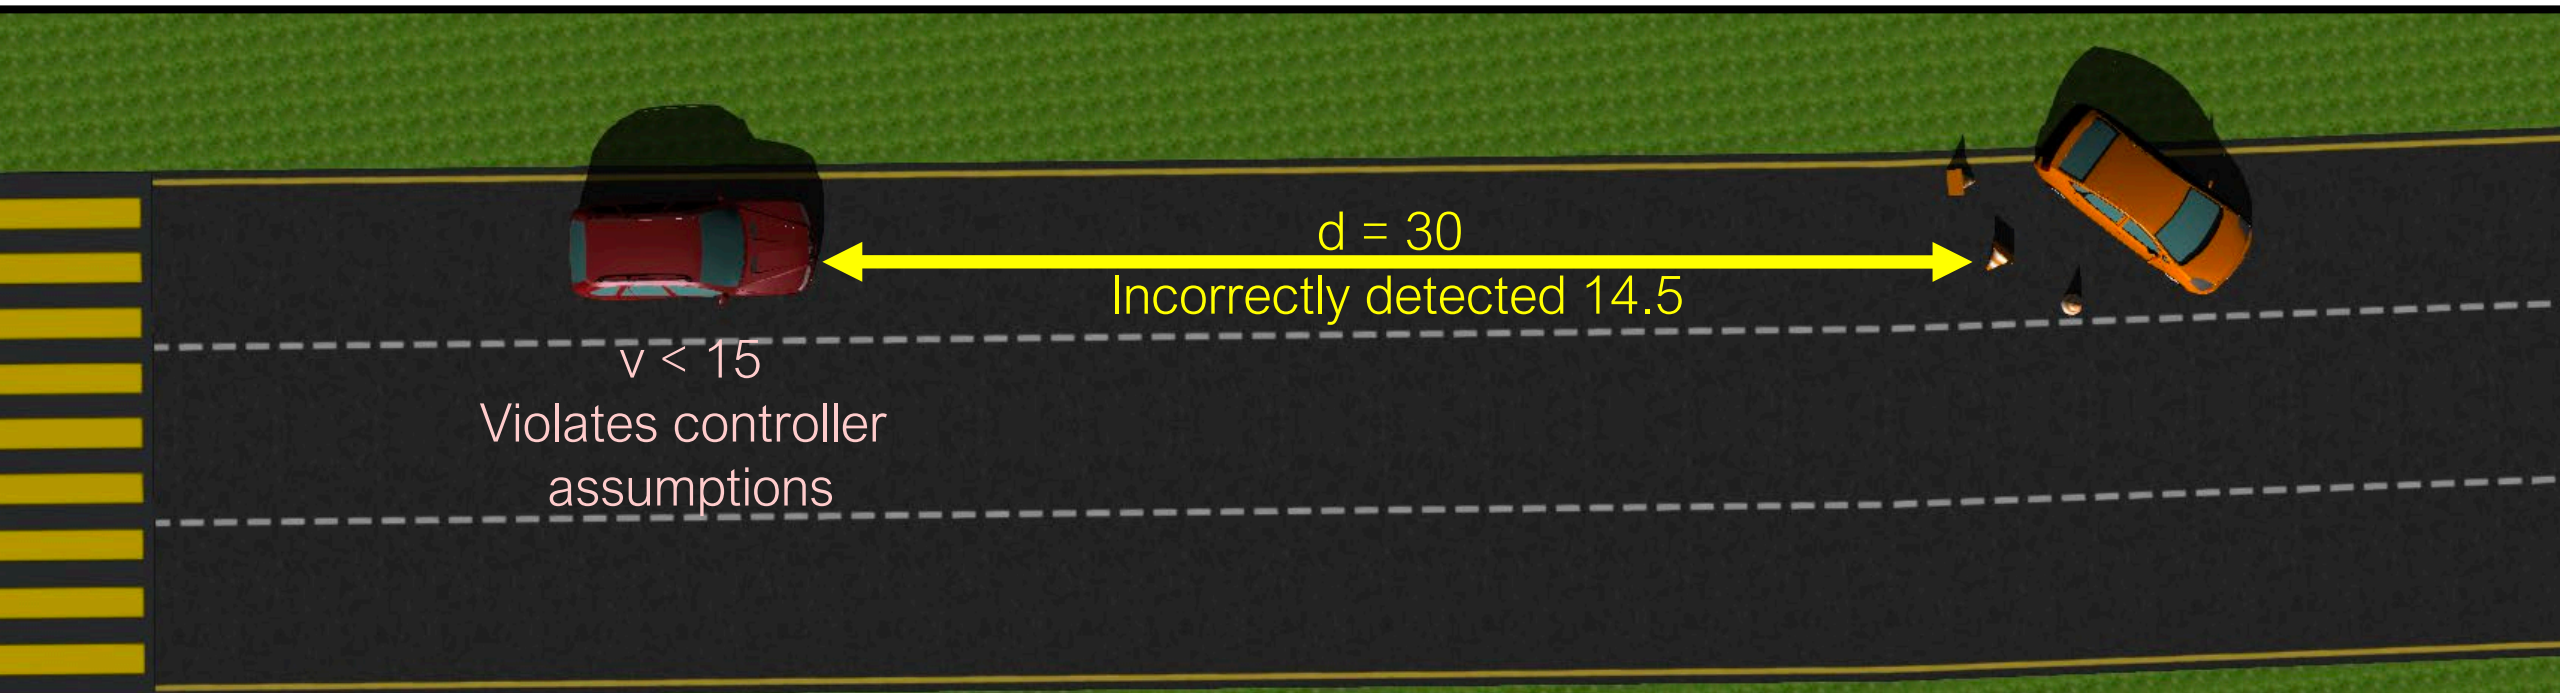 d = 30
Incorrectly detected 14.5
v < 15
Violates controller
assumptions